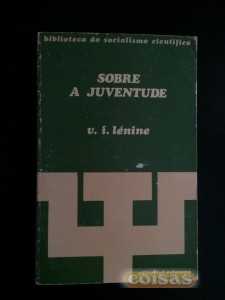 biblioteca do socialismo científico
SOBRE
A JUVENTUDE
v. i. lénine
coisas